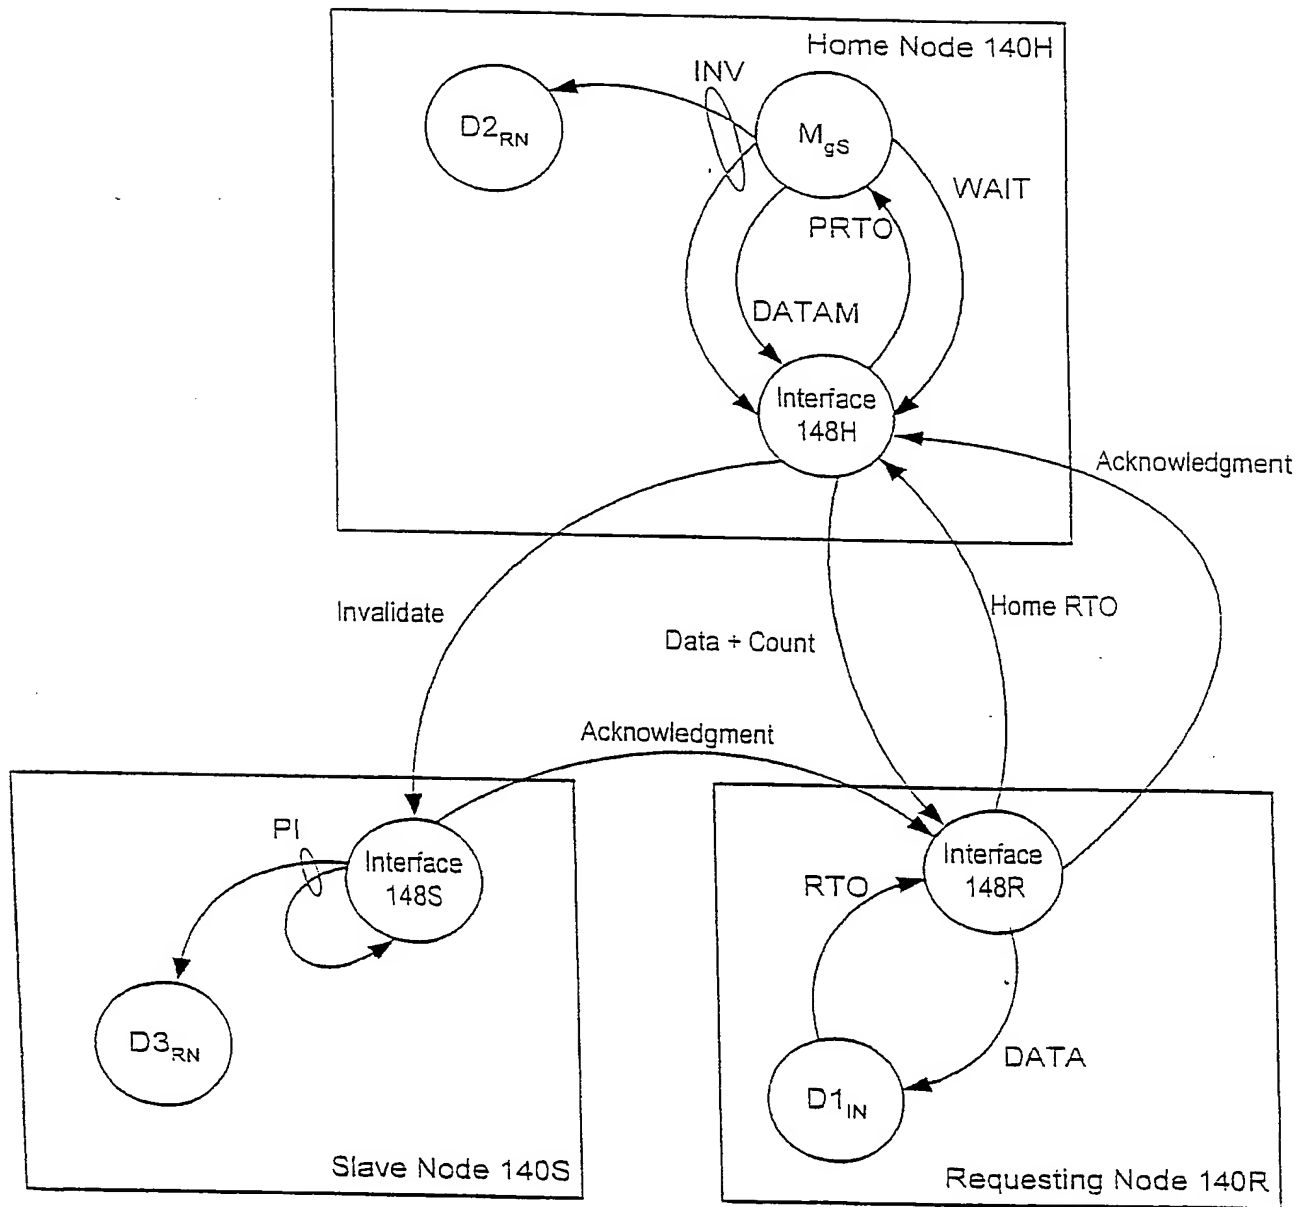 Home Node 140H
INV
D2RN
MgS
WAIT
PRTO
DATAM
Interface
148H
Acknowledgment
Invalidate
Home RTO
Data + Count
Acknowledgment
PI
Interface
148S
Interface
148R
RTO
D3RN
DATA
D1IN
Slave Node 140S
Requesting Node 140R